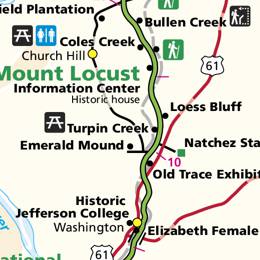 ield Plantation
Bullen Creek
Coles Creek
Church Hill
Mount Locust
Information Center
Historic house
61
Loess Bluff
Turpin Creek
Emerald Mound
Natchez Sta
10
Old Trace Exhibit
Historic
Jefferson College
Washington
Elizabeth Female
61
ational